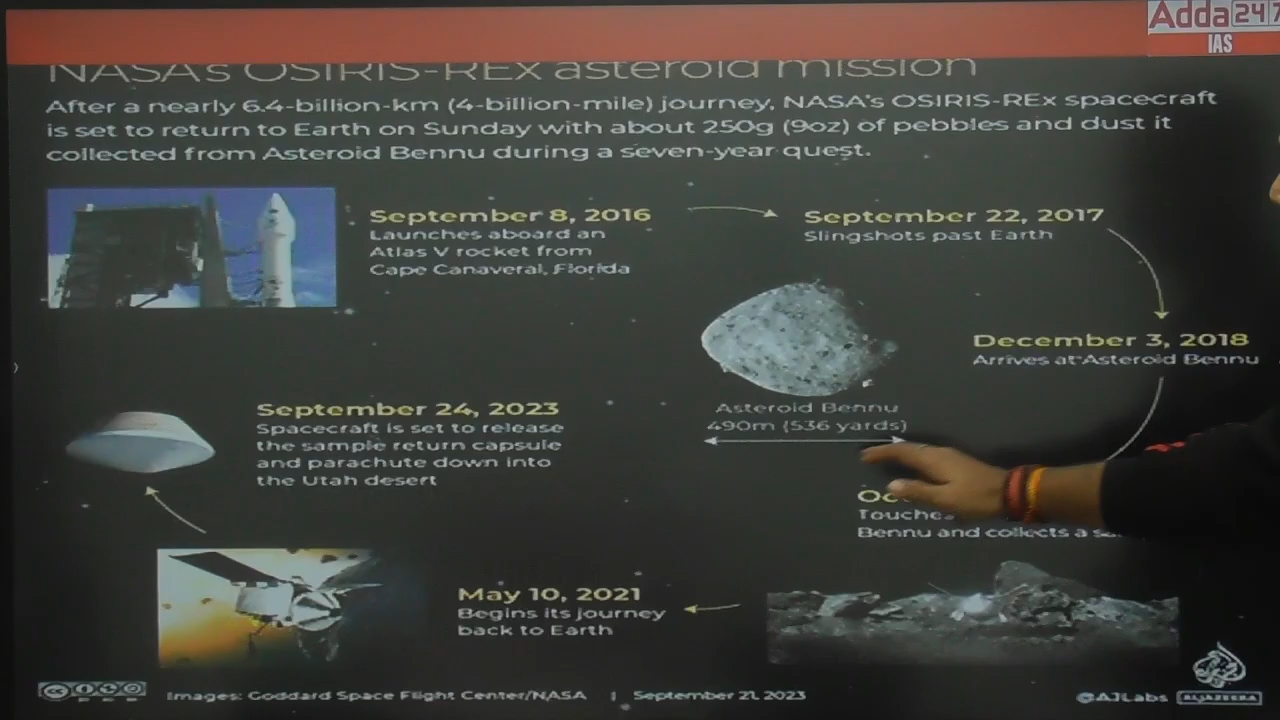 Adda247
IAS
NASA's OSIRIS-REx asteroid mission
After a nearly 6.4-billion-km (4-billion-mile) journey, NASA's OSIRIS-REx spacecraft
is set to return to Earth on Sunday with about 250g (9oz) of pebbles and dust it
collected from Asteroid Bennu during a seven-year quest.
September 8, 2016
Launches aboard an
Atlas V rocket from
Cape Canaveral, Florida
September 22, 2017
Slingshots past Earth
December 3, 2018
Arrives at Asteroid Bennu
Asteroid Bennu
490m (536 yards)
Touches
Bennu and collects a
May 10, 2021
Begins its journey
back to Earth
September 24, 2023
Spacecraft is set to release
the sample return capsule
and parachute down into
the Utah desert
Images: Goddard Space Flight Center/NASA | September 21, 2023
@AJLabs
ALJAZEERA